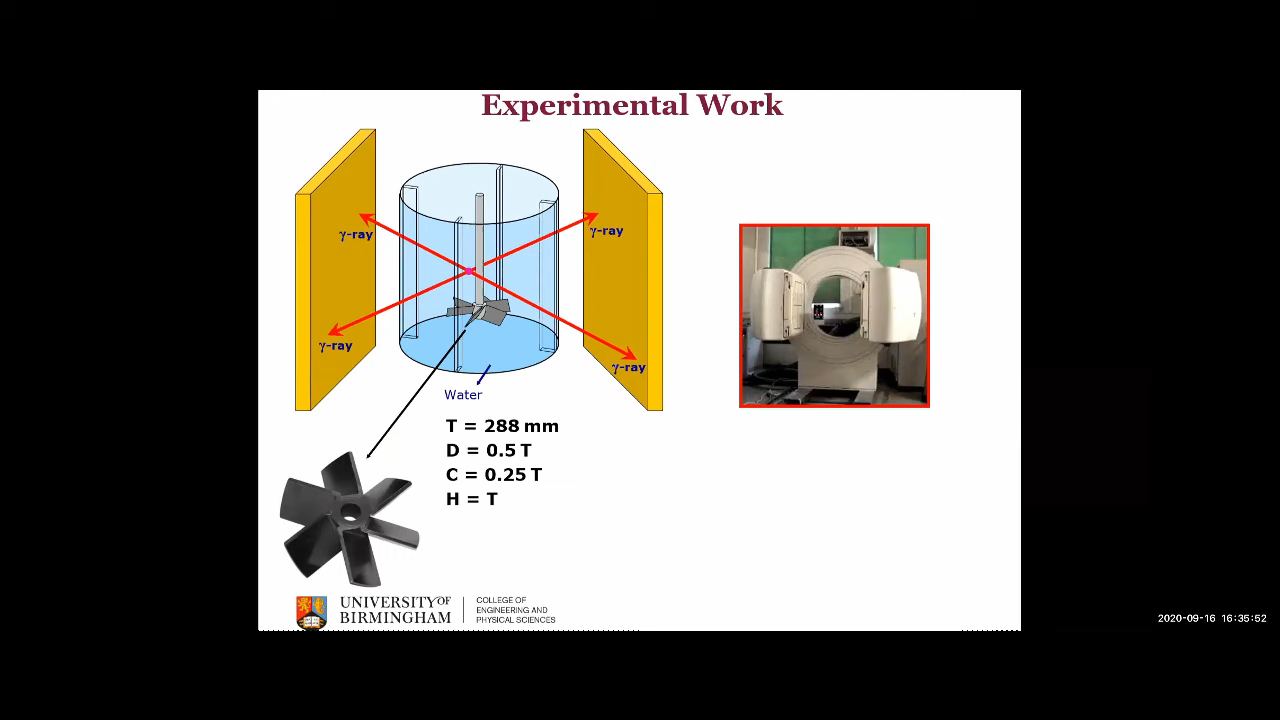 Experimental Work
γ-ray
γ-ray
γ-ray
γ-ray
Water
T = 288 mm
D = 0.5 T
C = 0.25 T
H = T
UNIVERSITY OF
BIRMINGHAM
COLLEGE OF
ENGINEERING AND
PHYSICAL SCIENCES
2020-09-16 16:35:52